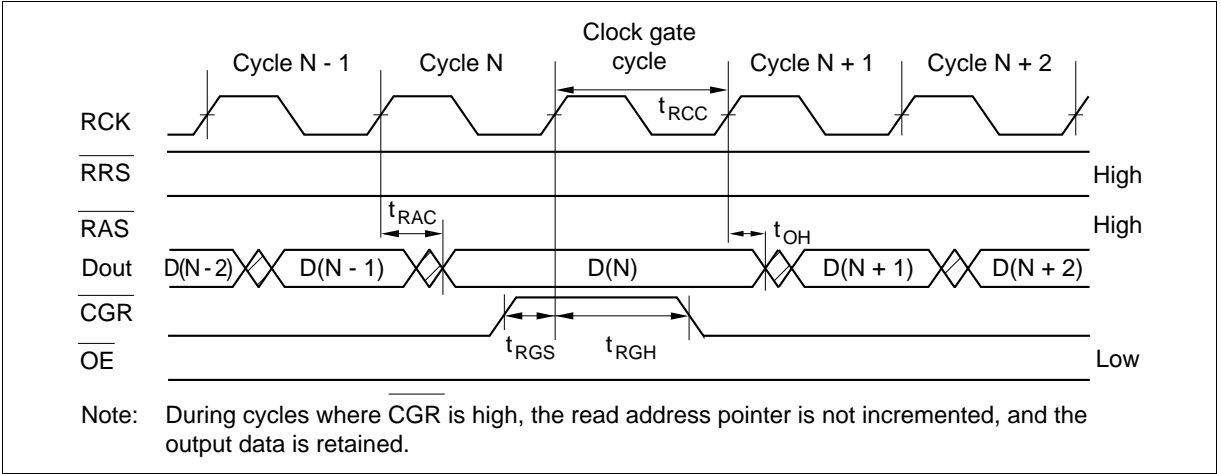 Clock gate
cycle
Cycle N - 1
Cycle N
Cycle N + 1
Cycle N + 2
tRCC
RCK
RRS
High
RAS
High
tRAC
tOH
Dout
D(N - 2)
D(N - 1)
D(N)
D(N + 1)
D(N + 2)
CGR
tRGS
tRGH
OE
Low
Note: During cycles where CGR is high, the read address pointer is not incremented, and the
output data is retained.